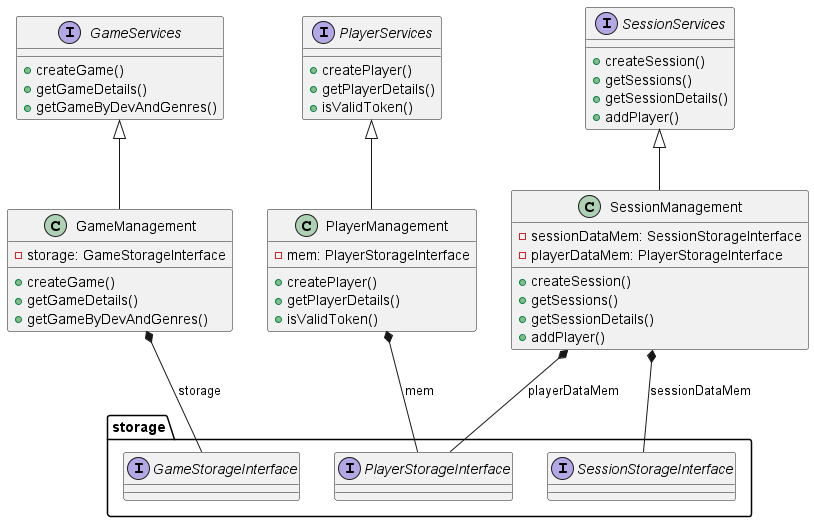 I GameServices
createGame()
getGameDetails()
getGameByDevAndGenres()
I PlayerServices
createPlayer()
getPlayerDetails()
isValidToken()
I SessionServices
createSession()
getSessions()
getSessionDetails()
addPlayer()
C GameManagement
storage: GameStorageInterface
createGame()
getGameDetails()
getGameByDevAndGenres()
C PlayerManagement
mem: PlayerStorageInterface
createPlayer()
getPlayerDetails()
isValidToken()
C SessionManagement
sessionDataMem: SessionStorageInterface
playerDataMem: PlayerStorageInterface
createSession()
getSessions()
getSessionDetails()
addPlayer()
storage
mem
playerDataMem
sessionDataMem
storage
I GameStorageInterface
I PlayerStorageInterface
I SessionStorageInterface